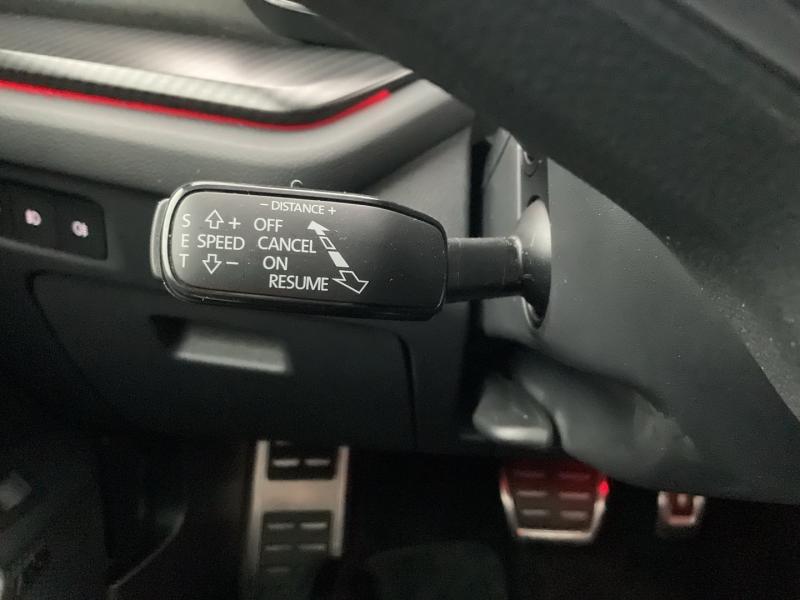 – DISTANCE +
S ⇧ + OFF
E SPEED CANCEL
T ⇩ – ON
RESUME